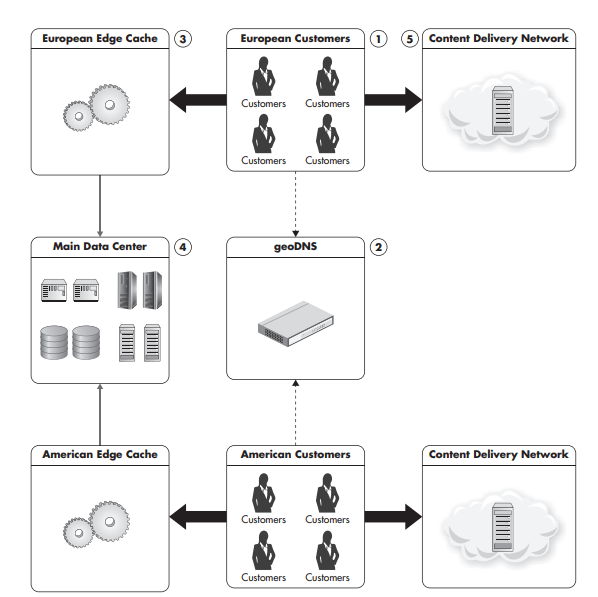 European Edge Cache
3
European Customers
1
5
Content Delivery Network
Customers
Customers
Customers
Customers
Main Data Center
4
geoDNS
2
American Edge Cache
American Customers
Content Delivery Network
Customers
Customers
Customers
Customers